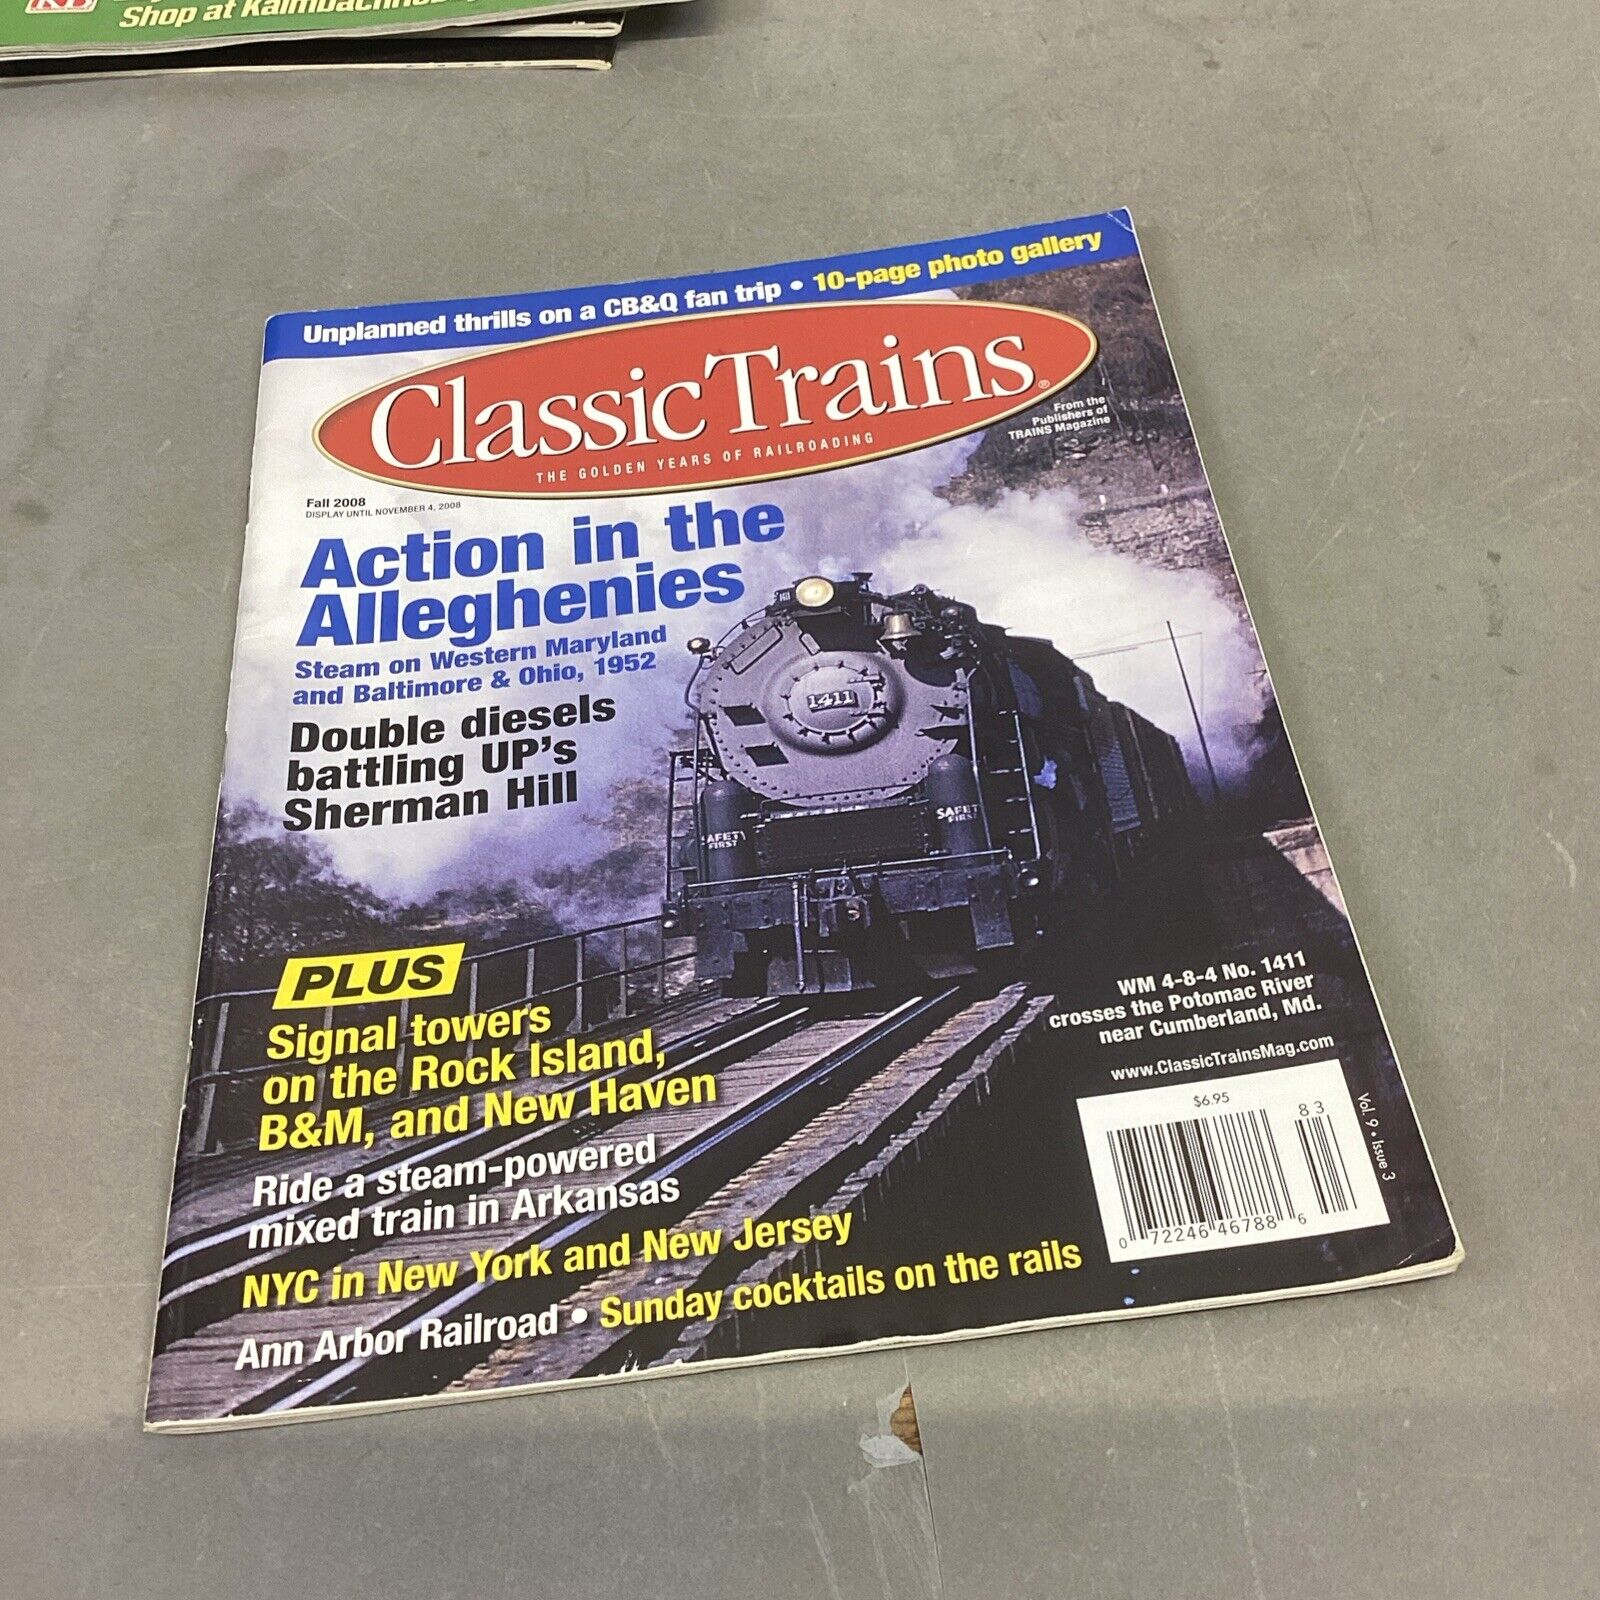 KB
Shop at
Unplanned thrills on a CB&Q fan trip • 10-page photo gallery
Classic Trains®
THE GOLDEN YEARS OF RAILROADING
From the
Publishers of
TRAINS Magazine
Fall 2008
DISPLAY UNTIL NOVEMBER 4, 2008
Action in the
Alleghenies
Steam on Western Maryland
and Baltimore & Ohio, 1952
Double diesels
battling UP's
Sherman Hill
1411
SAFETY
FIRST
SAFETY
FIRST
PLUS
Signal towers
on the Rock Island,
B&M, and New Haven
Ride a steam-powered
mixed train in Arkansas
NYC in New York and New Jersey
Ann Arbor Railroad • Sunday cocktails on the rails
WM 4-8-4 No. 1411
crosses the Potomac River
near Cumberland, Md.
www.ClassicTrainsMag.com
$6.95
83
0 72246 46788 6
Vol. 9 • Issue 3